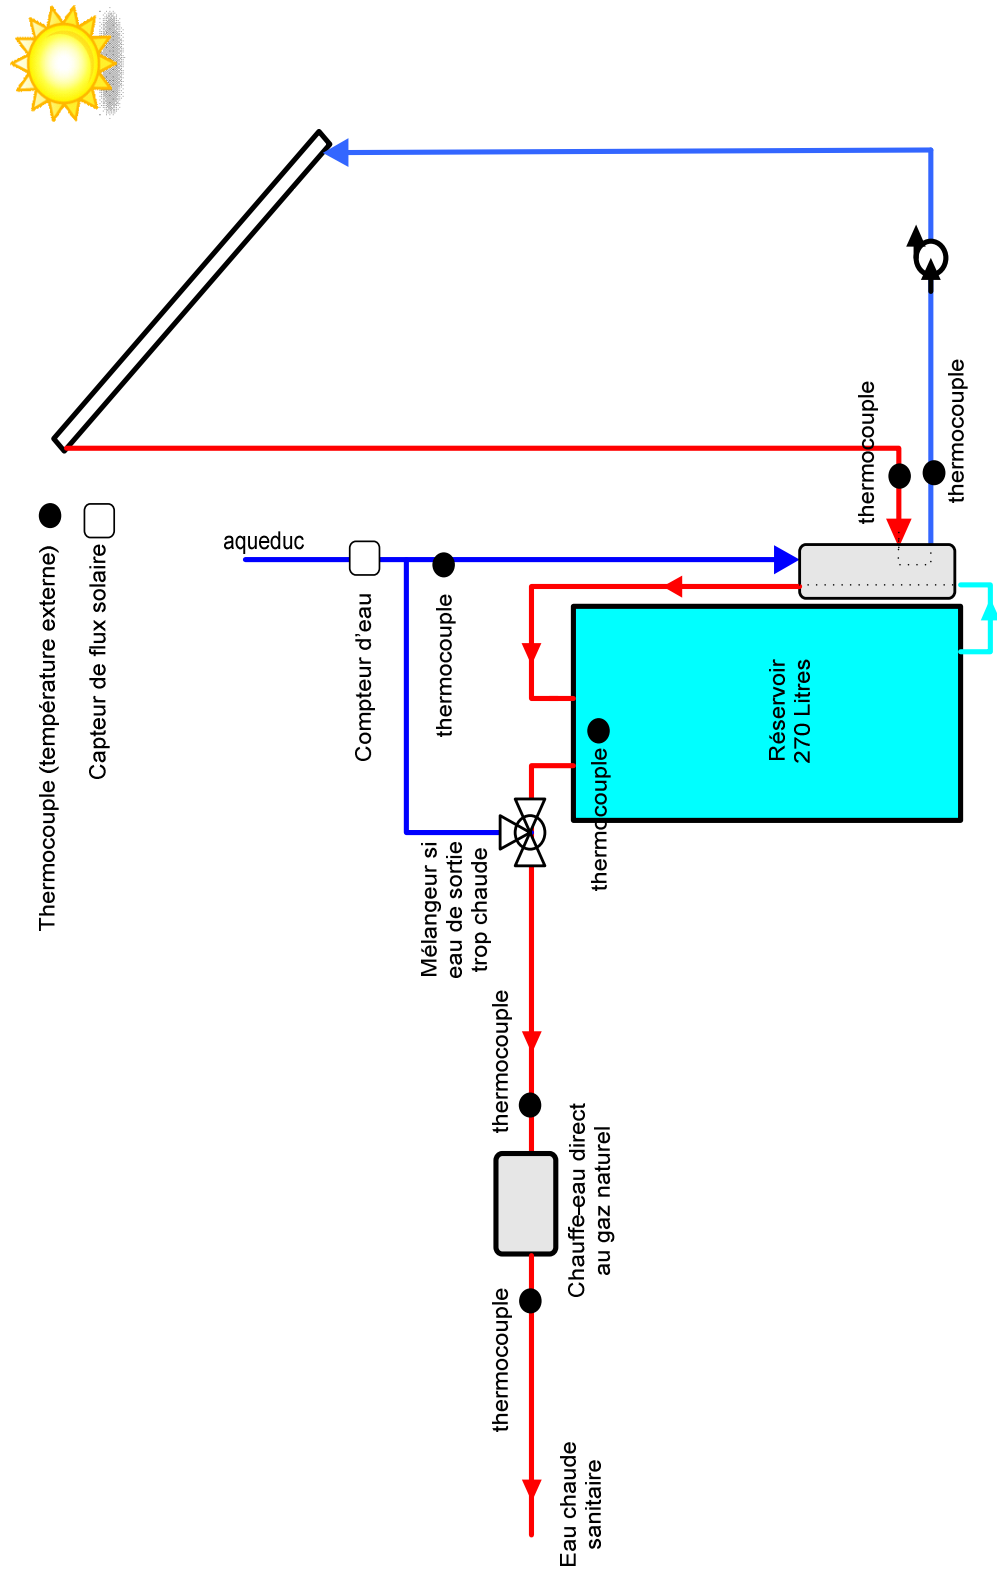 Thermocouple (température externe)
Capteur de flux solaire
aqueduc
Compteur d'eau
thermocouple
thermocouple
thermocouple
Réservoir
270 Litres
thermocouple
Mélangeur si
eau de sortie
trop chaude
thermocouple
Chauffe-eau direct
au gaz naturel
thermocouple
Eau chaude
sanitaire